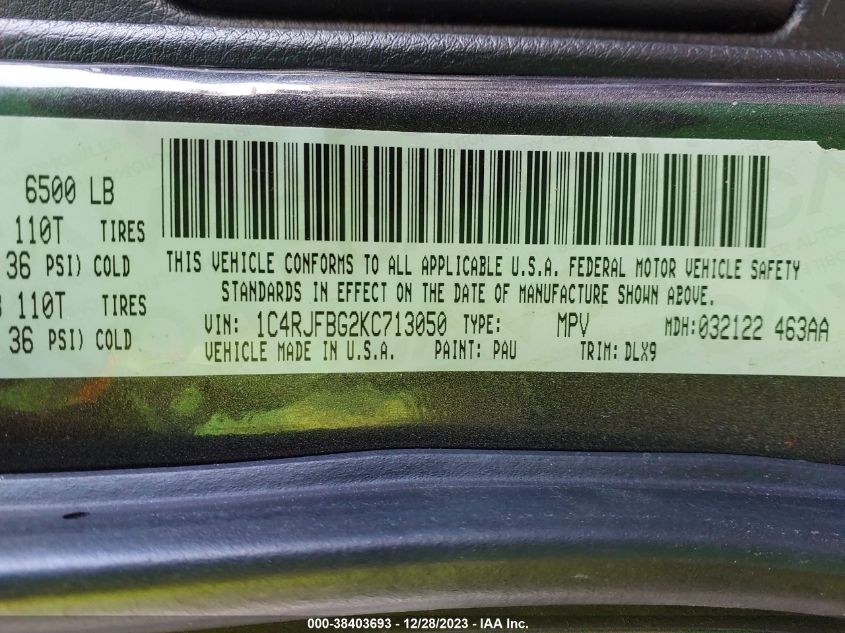 6500 LB
110T TIRES
36 PSI) COLD
110T TIRES
36 PSI) COLD
THIS VEHICLE CONFORMS TO ALL APPLICABLE U.S.A. FEDERAL MOTOR VEHICLE SAFETY
STANDARDS IN EFFECT ON THE DATE OF MANUFACTURE SHOWN ABOVE.
VIN: 1C4RJFBG2KC713050 TYPE: MPV MDH:032122 463AA
VEHICLE MADE IN U.S.A. PAINT: PAU TRIM: DLX9
000-38403693 - 12/28/2023 - IAA Inc.